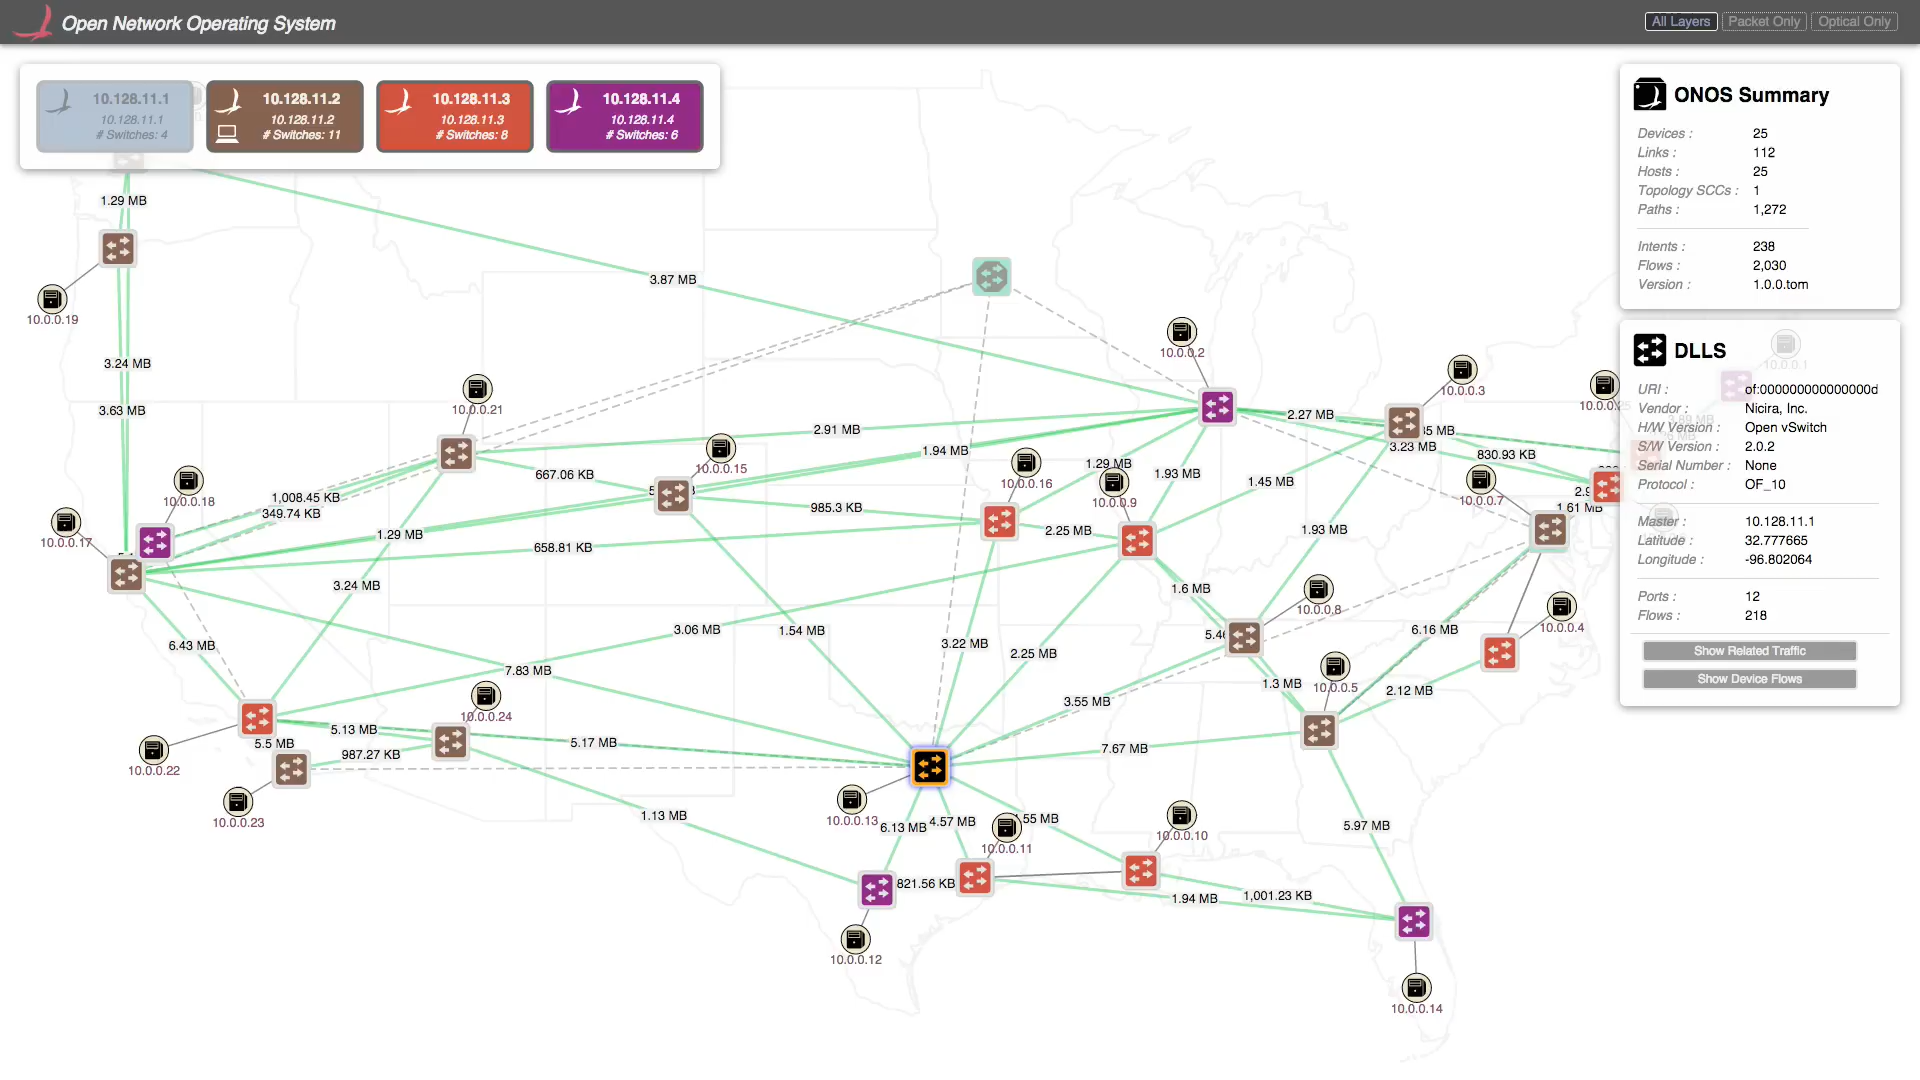 Open Network Operating System
All Layers
Packet Only
Optical Only
10.128.11.1
10.128.11.1
# Switches: 4
10.128.11.2
10.128.11.2
# Switches: 11
10.128.11.3
10.128.11.3
# Switches: 8
10.128.11.4
10.128.11.4
# Switches: 6
ONOS Summary
Devices : 25
Links : 112
Hosts : 25
Topology SCCs : 1
Paths : 1,272
Intents : 238
Flows : 2,030
Version : 1.0.0.tom
DLLS
URI : of:000000000000000d
Vendor : Nicira, Inc.
H/W Version : Open vSwitch
S/W Version : 2.0.2
Serial Number : None
Protocol : OF_10
Master : 10.128.11.1
Latitude : 32.777665
Longitude : -96.802064
Ports : 12
Flows : 218
Show Related Traffic
Show Device Flows
1.29 MB
3.87 MB
10.0.0.19
10.0.0.2
3.24 MB
10.0.0.1
10.0.0.3
3.63 MB
10.0.0.21
2.27 MB
2.91 MB
3.23 MB
1.94 MB
830.93 KB
10.0.0.15
1.29 MB
667.06 KB
1.93 MB
10.0.0.16
1.45 MB
1,008.45 KB
10.0.0.18
10.0.0.9
10.0.0.7
349.74 KB
985.3 KB
1.61 MB
2.25 MB
1.93 MB
1.29 MB
10.0.0.17
658.81 KB
3.24 MB
1.6 MB
10.0.0.8
3.06 MB
1.54 MB
10.0.0.4
6.16 MB
6.43 MB
3.22 MB
2.25 MB
7.83 MB
1.3 MB
10.0.0.5
2.12 MB
3.55 MB
10.0.0.24
5.13 MB
5.5 MB
5.17 MB
7.67 MB
987.27 KB
10.0.0.22
10.0.0.23
1.13 MB
10.0.0.13
6.13 MB
4.57 MB
10.0.0.10
5.97 MB
10.0.0.11
821.56 KB
1.94 MB
1,001.23 KB
10.0.0.12
10.0.0.14